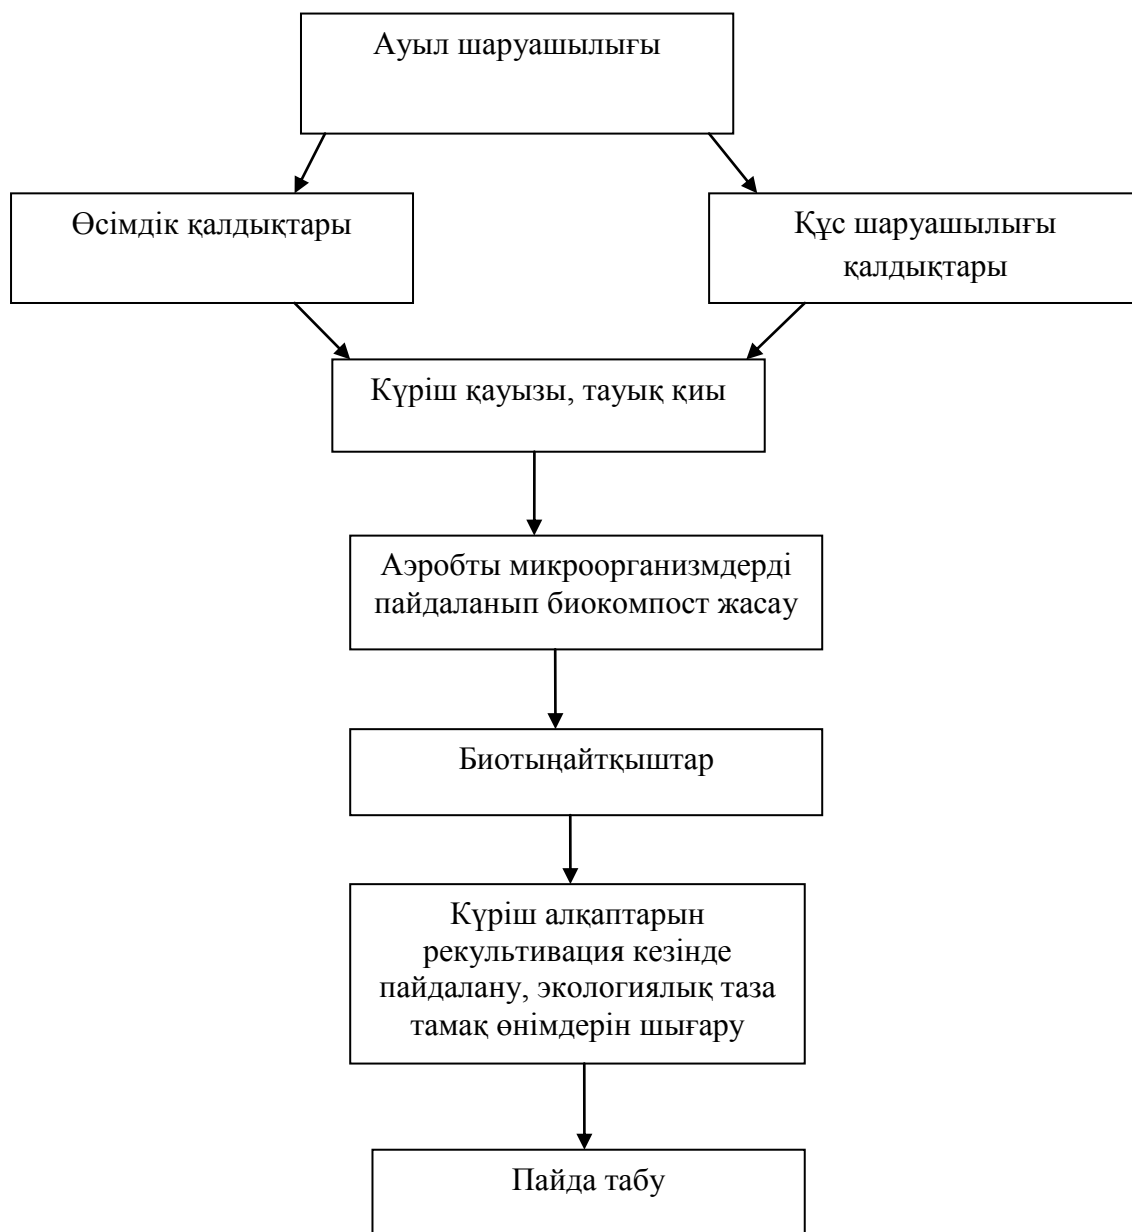 Ауыл шаруашылығы
Өсімдік қалдықтары
Құс шаруашылығы
қалдықтары
Күріш қауызы, тауық қиы
Аэробты микроорганизмдерді
пайдаланып биокомпост жасау
Биотыңайтқыштар
Күріш алқаптарын
рекультивация кезінде
пайдалану, экологиялық таза
тамақ өнімдерін шығару
Пайда табу